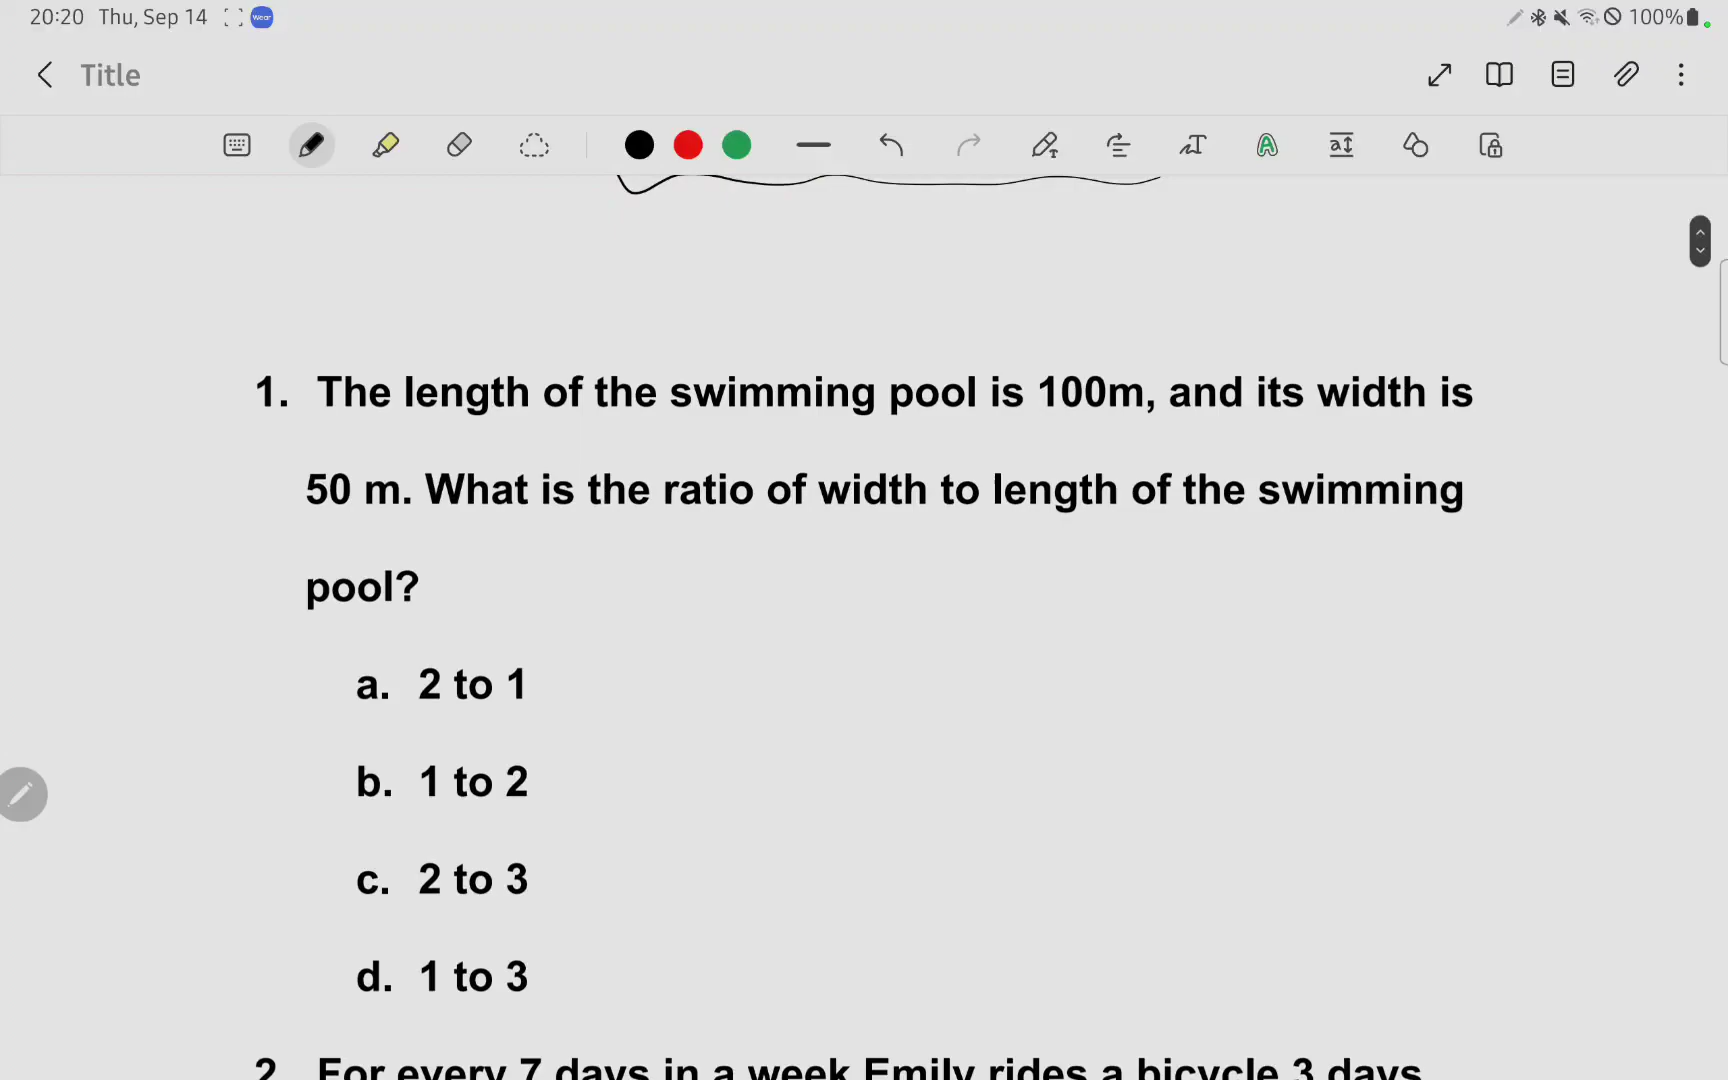 20:20 Thu, Sep 14 Wear 100%
Title
A aI
1. The length of the swimming pool is 100m, and its width is
50 m. What is the ratio of width to length of the swimming
pool?
a. 2 to 1
b. 1 to 2
c. 2 to 3
d. 1 to 3
2. For every 7 days in a week Emily rides a bicycle 3 days